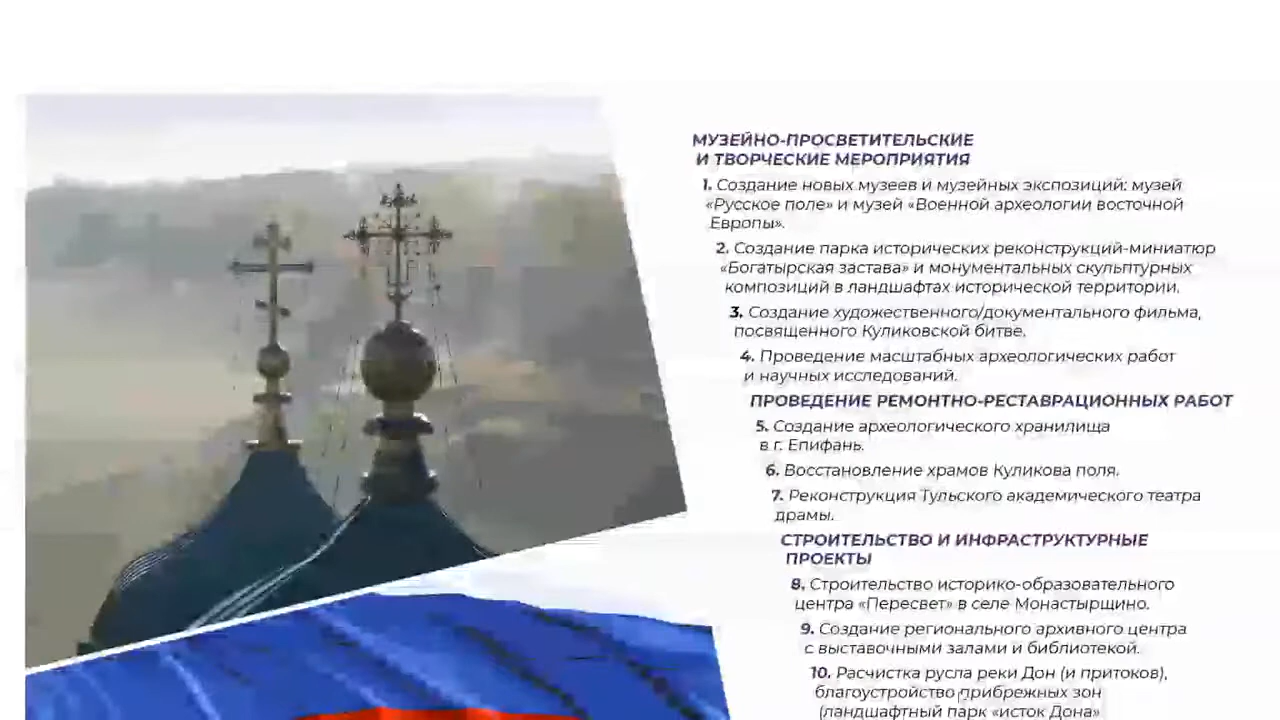 МУЗЕЙНО-ПРОСВЕТИТЕЛЬСКИЕ
И ТВОРЧЕСКИЕ МЕРОПРИЯТИЯ
1. Создание новых музеев и музейных экспозиций: музей
«Русское поле» и музей «Военной археологии восточной
Европы».
2. Создание парка исторических реконструкций-миниатюр
«Богатырская застава» и монументальных скульптурных
композиций в ландшафтах исторической территории.
3. Создание художественного/документального фильма,
посвященного Куликовской битве.
4. Проведение масштабных археологических работ
и научных исследований.
ПРОВЕДЕНИЕ РЕМОНТНО-РЕСТАВРАЦИОННЫХ РАБОТ
5. Создание археологического хранилища
в г. Епифань.
6. Восстановление храмов Куликова поля.
7. Реконструкция Тульского академического театра
драмы.
СТРОИТЕЛЬСТВО И ИНФРАСТРУКТУРНЫЕ
ПРОЕКТЫ
8. Строительство историко-образовательного
центра «Пересвет» в селе Монастырщино.
9. Создание регионального архивного центра
с выставочными залами и библиотекой.
10. Расчистка русла реки Дон (и притоков),
благоустройство прибрежных зон
(ландшафтный парк «исток Дона»